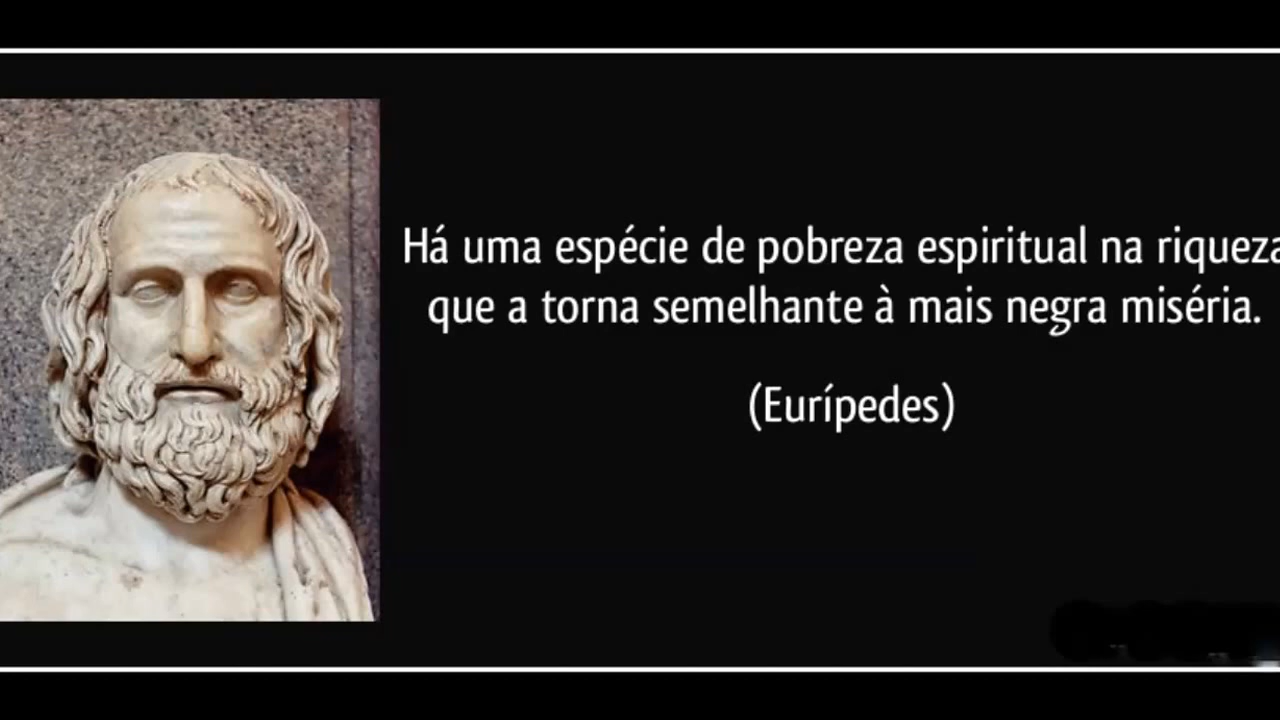 Há uma espécie de pobreza espiritual na riqueza
que a torna semelhante à mais negra miséria.
(Eurípedes)